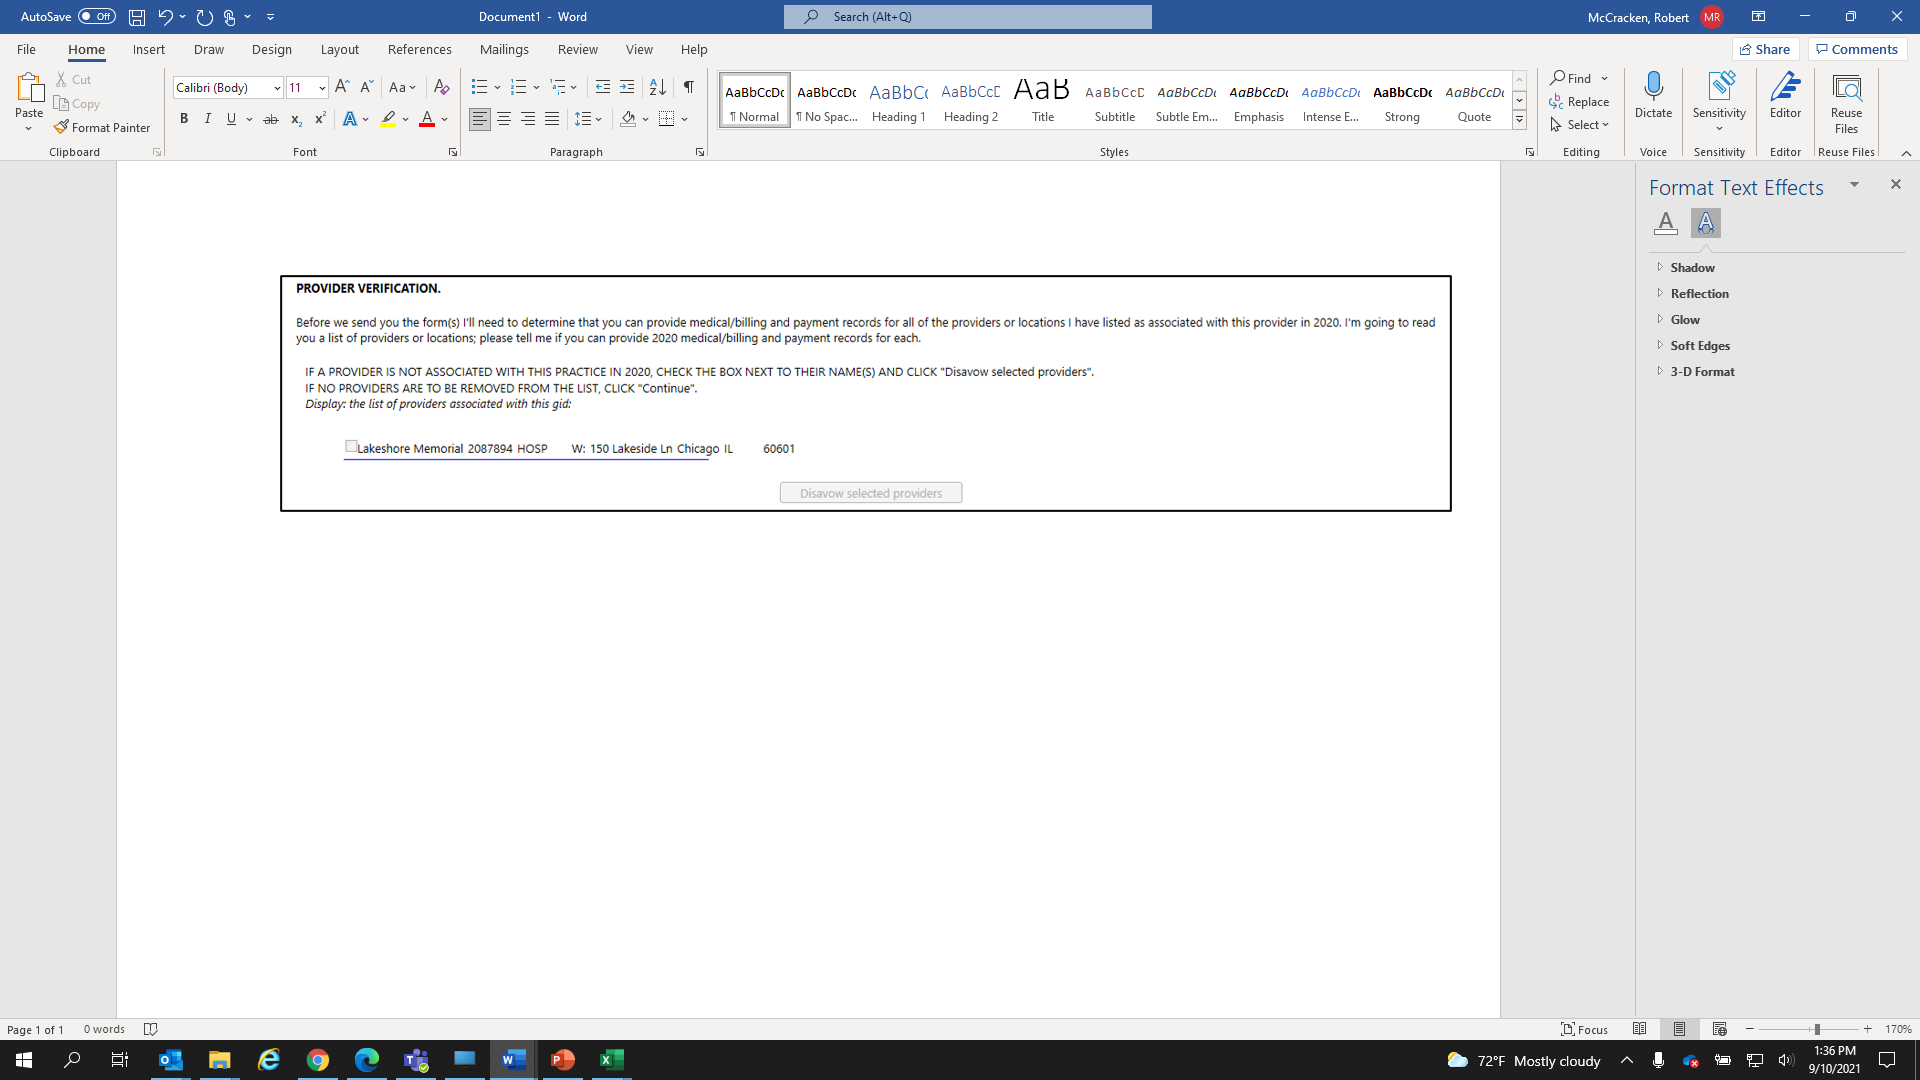 AutoSave Off Document1 - Word Search (Alt+Q) McCracken, Robert MR
File Home Insert Draw Design Layout References Mailings Review View Help Share Comments
Paste Cut Copy Format Painter
Clipboard
Calibri (Body) 11 Aa
B I U ab x2 x2 A A
Font
Paragraph
AaBbCcDc AaBbCcDc AaBbCc AaBbCcD AaB AaBbCcD AaBbCcDc AaBbCcDc AaBbCcDc AaBbCcDc AaBbCcDc
¶ Normal ¶ No Spac... Heading 1 Heading 2 Title Subtitle Subtle Em... Emphasis Intense E... Strong Quote
Styles
Find
Replace
Select
Editing
Dictate
Voice
Sensitivity
Sensitivity
Editor
Editor
Reuse
Files
Reuse Files
PROVIDER VERIFICATION.
Before we send you the form(s) I'll need to determine that you can provide medical/billing and payment records for all of the providers or locations I have listed as associated with this provider in 2020. I'm going to read
you a list of providers or locations; please tell me if you can provide 2020 medical/billing and payment records for each.
IF A PROVIDER IS NOT ASSOCIATED WITH THIS PRACTICE IN 2020, CHECK THE BOX NEXT TO THEIR NAME(S) AND CLICK "Disavow selected providers".
IF NO PROVIDERS ARE TO BE REMOVED FROM THE LIST, CLICK "Continue".
Display: the list of providers associated with this gid:
Lakeshore Memorial 2087894 HOSP W: 150 Lakeside Ln Chicago IL 60601
Disavow selected providers
Format Text Effects
Shadow
Reflection
Glow
Soft Edges
3-D Format
Page 1 of 1 0 words Focus 170%
72°F Mostly cloudy
1:36 PM
9/10/2021